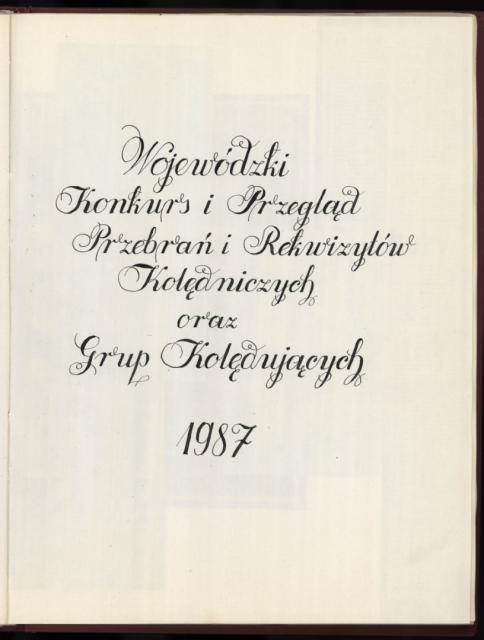 Wojewódzki
Konkurs i Przegląd
Przebrań i Rekwizytów
Kolędniczych
oraz
Grup Kolędujących
1987